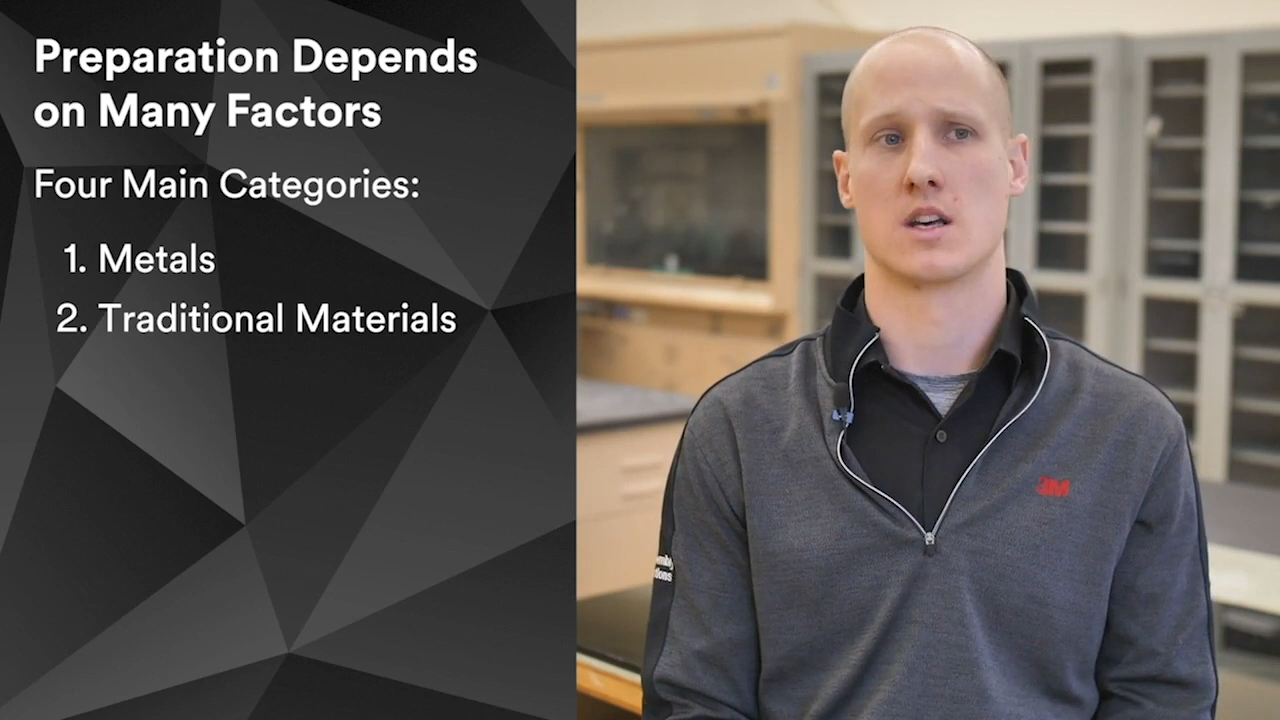 Preparation Depends
on Many Factors
Four Main Categories:
1. Metals
2. Traditional Materials
3M